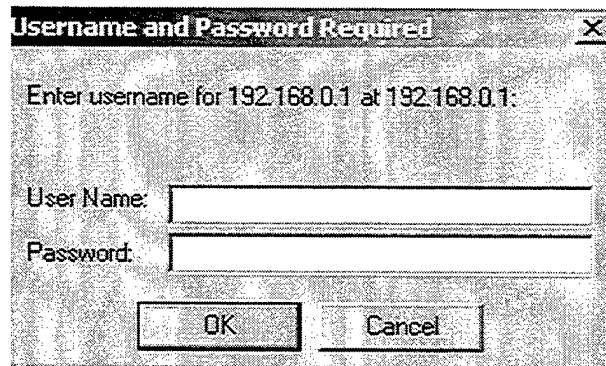 Username and Password Required
Enter username for 192.168.0.1 at 192.168.0.1:
User Name:
Password:
OK Cancel